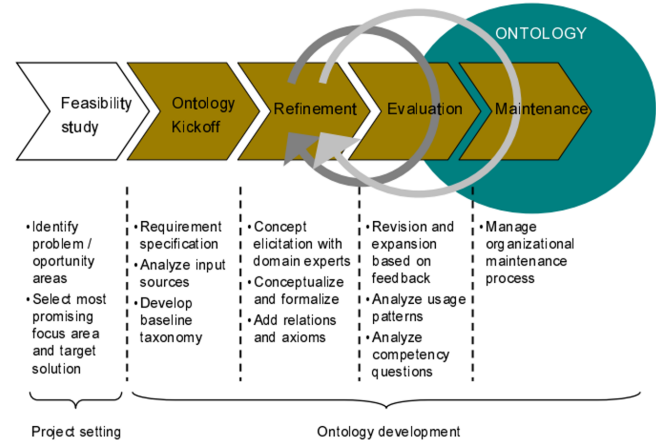 ONTOLOGY
Feasibility
study
Ontology
Kickoff
Refinement
Evaluation
Maintenance
•Identify
problem /
oportunity
areas
•Select most
promising
focus area
and target
solution
•Requirement
specification
•Analyze input
sources
•Develop
baseline
taxonomy
•Concept
elicitation with
domain experts
•Conceptualize
and formalize
•Add relations
and axioms
•Revision and
expansion
based on
feedback
•Analyze usage
patterns
•Analyze
competency
questions
•Manage
organizational
maintenance
process
Project setting
Ontology development